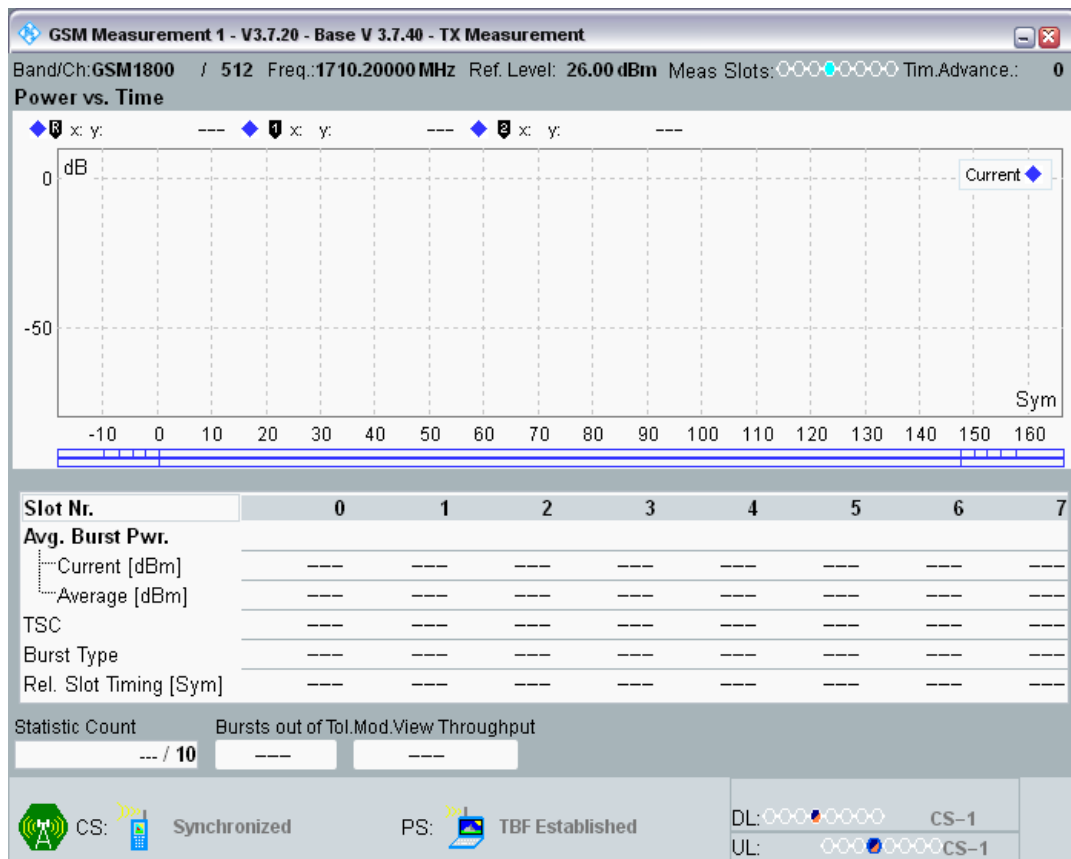 GSM Measurement 1 - V3.7.20 - Base V 3.7.40 - TX Measurement
Band/Ch:GSM1800 / 512 Freq.:1710.20000 MHz Ref. Level: 26.00 dBm Meas Slots: Tim.Advance.: 0
Power vs. Time
R x: y: --- 1 x: y: --- 2 x: y: ---
dB
0
Current
-50
Sym
-10 0 10 20 30 40 50 60 70 80 90 100 110 120 130 140 150 160
Slot Nr. 0 1 2 3 4 5 6 7
Avg. Burst Pwr.
Current [dBm] --- --- --- --- --- --- --- ---
Average [dBm] --- --- --- --- --- --- --- ---
TSC --- --- --- --- --- --- --- ---
Burst Type --- --- --- --- --- --- --- ---
Rel. Slot Timing [Sym] --- --- --- --- --- --- --- ---
Statistic Count Bursts out of Tol.Mod.View Throughput
--- / 10 --- ---
CS: Synchronized PS: TBF Established
DL: CS-1
UL: CS-1